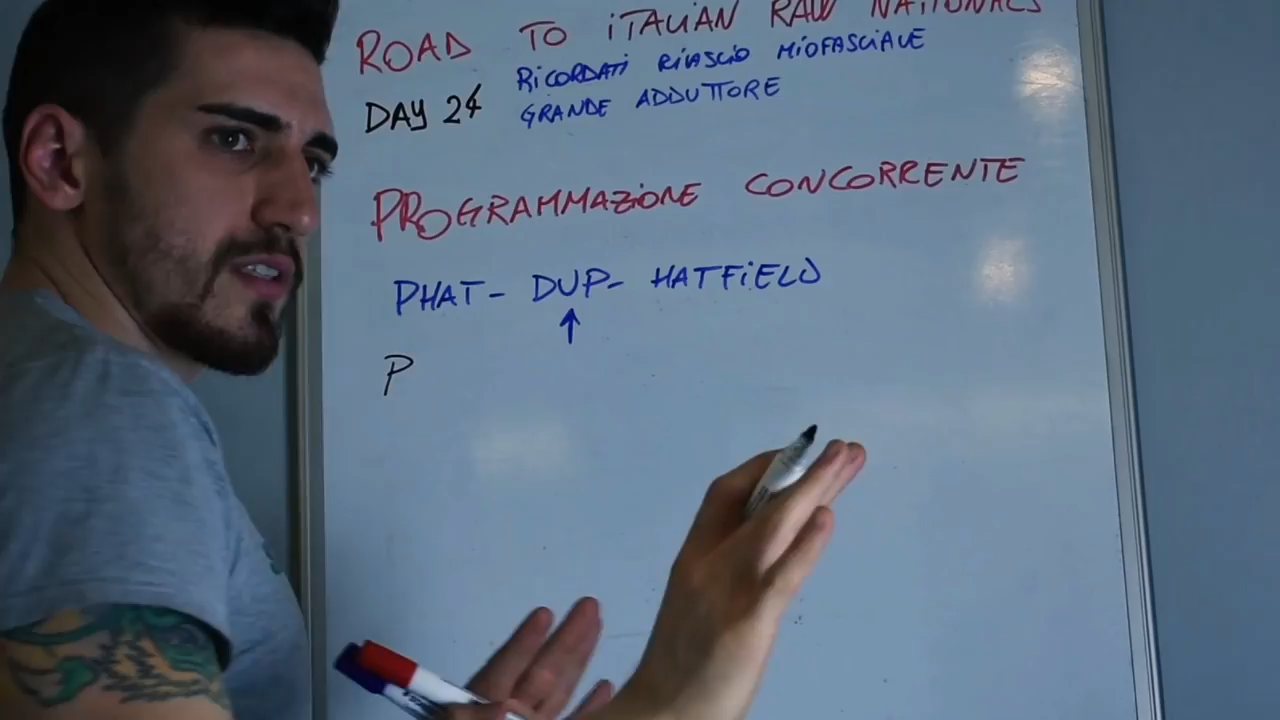 ROAD TO ITALIAN RAW NATIONALS
RICORDATI RILASCIO MIOFASCIALE
DAY 24 GRANDE ADDUTTORE
PROGRAMMAZIONE CONCORRENTE
PHAT- DUP- HATFIELD
↑
P